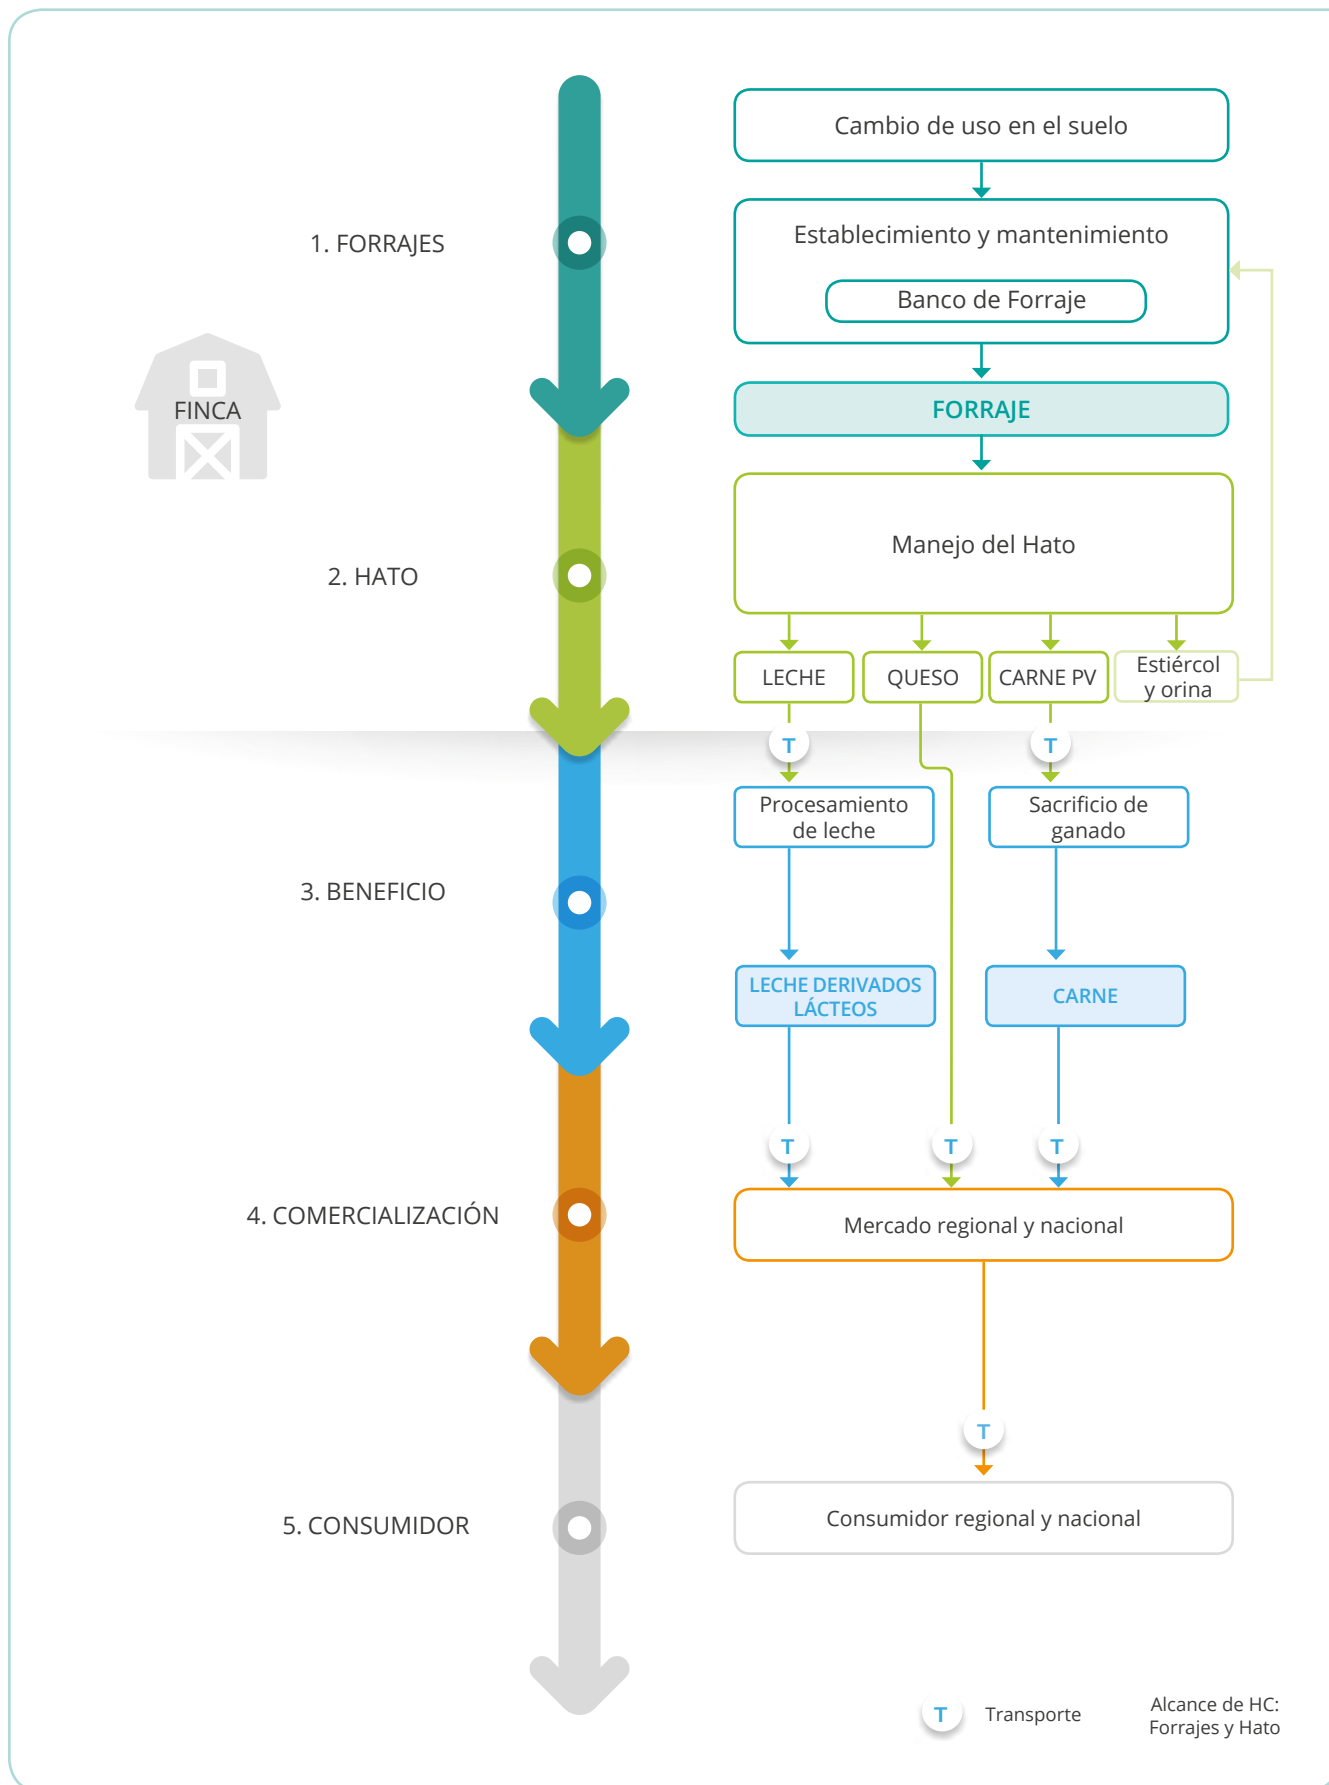 Cambio de uso en el suelo
1. FORRAJES
Establecimiento y mantenimiento
Banco de Forraje
FINCA
FORRAJE
2. HATO
Manejo del Hato
LECHE
QUESO
CARNE PV
Estiércol
y orina
T
T
Procesamiento
de leche
Sacrificio de
ganado
3. BENEFICIO
LECHE DERIVADOS
LÁCTEOS
CARNE
T
T
T
4. COMERCIALIZACIÓN
Mercado regional y nacional
T
5. CONSUMIDOR
Consumidor regional y nacional
T
Transporte
Alcance de HC:
Forrajes y Hato